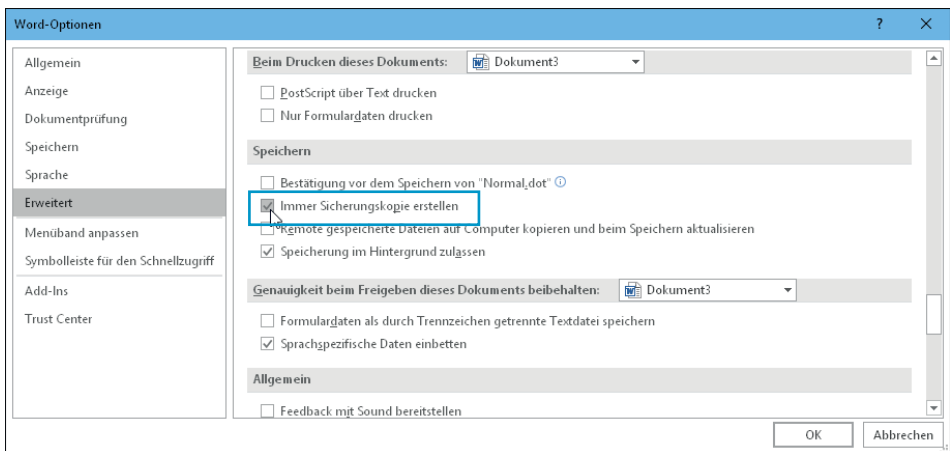 Word-Optionen
Allgemein
Anzeige
Dokumentprüfung
Speichern
Sprache
Erweitert
Menüband anpassen
Symbolleiste für den Schnellzugriff
Add-Ins
Trust Center
Beim Drucken dieses Dokuments: Dokument3
PostScript über Text drucken
Nur Formulardaten drucken
Speichern
Bestätigung vor dem Speichern von "Normal.dot"
Immer Sicherungskopie erstellen
Remote gespeicherte Dateien auf Computer kopieren und beim Speichern aktualisieren
Speicherung im Hintergrund zulassen
Genauigkeit beim Freigeben dieses Dokuments beibehalten: Dokument3
Formulardaten als durch Trennzeichen getrennte Textdatei speichern
Sprachspezifische Daten einbetten
Allgemein
Feedback mit Sound bereitstellen
OK Abbrechen